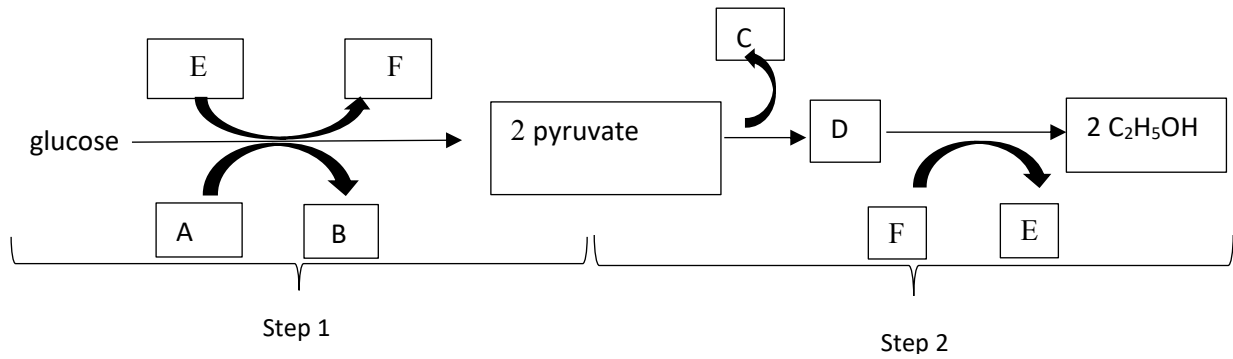 C
E
F
glucose
2 pyruvate
D
2 C₂H₅OH
A
B
F
E
Step 1
Step 2